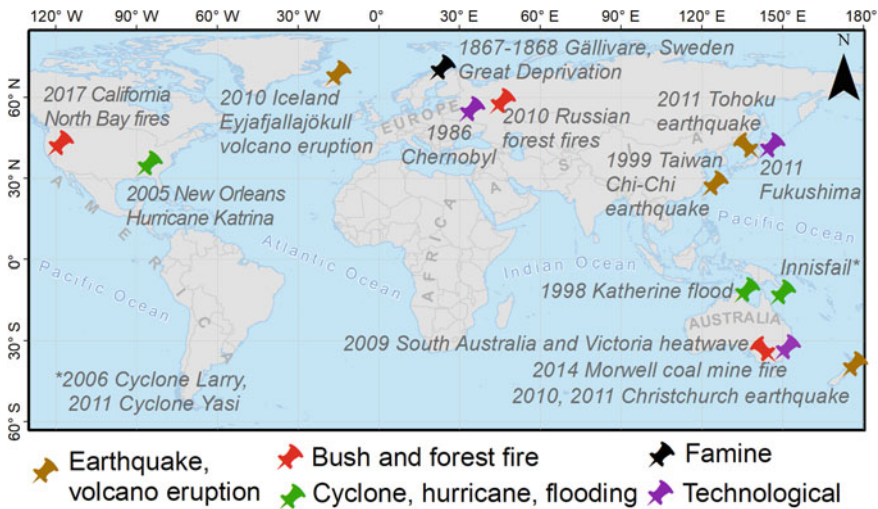 120°W
90°W
60°W
30°W
0°E
30°E
60°E
90°E
120°E
150°E
180°
N
60°N
30°N
0°
30°S
60°S
1867-1868 Gällivare, Sweden
Great Deprivation
2017 California
North Bay fires
2010 Iceland
Eyjafjallajökull
volcano eruption
EUROPE
1986
Chernobyl
2010 Russian
forest fires
2011 Tohoku
earthquake
ASIA
1999 Taiwan
Chi-Chi
earthquake
2011
Fukushima
2005 New Orleans
Hurricane Katrina
AMERICA
Atlantic Ocean
AFRICA
Pacific Ocean
Indian Ocean
Pacific Ocean
Innisfail*
1998 Katherine flood
AUSTRALIA
2009 South Australia and Victoria heatwave
2014 Morwell coal mine fire
2010, 2011 Christchurch earthquake
*2006 Cyclone Larry,
2011 Cyclone Yasi
Earthquake,
volcano eruption
Bush and forest fire
Cyclone, hurricane, flooding
Famine
Technological